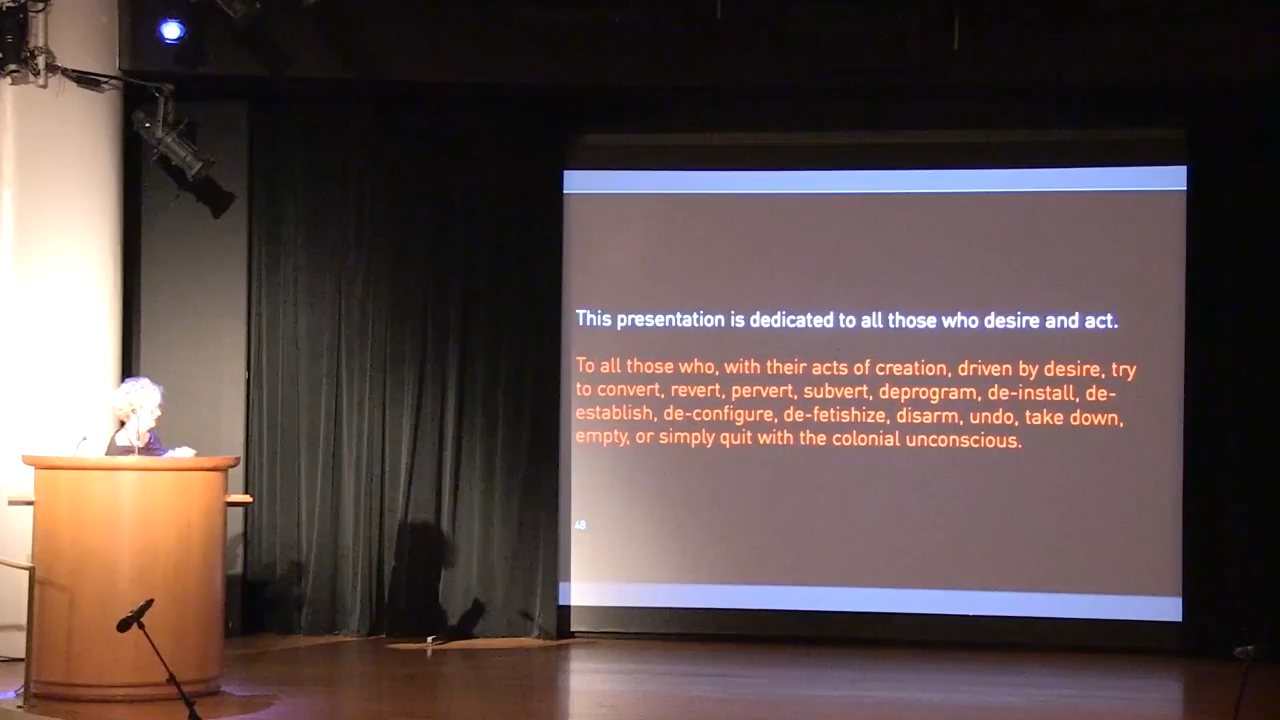 This presentation is dedicated to all those who desire and act.
To all those who, with their acts of creation, driven by desire, try
to convert, revert, pervert, subvert, deprogram, de-install, de-
establish, de-configure, de-fetishize, disarm, undo, take down,
empty, or simply quit with the colonial unconscious.
48